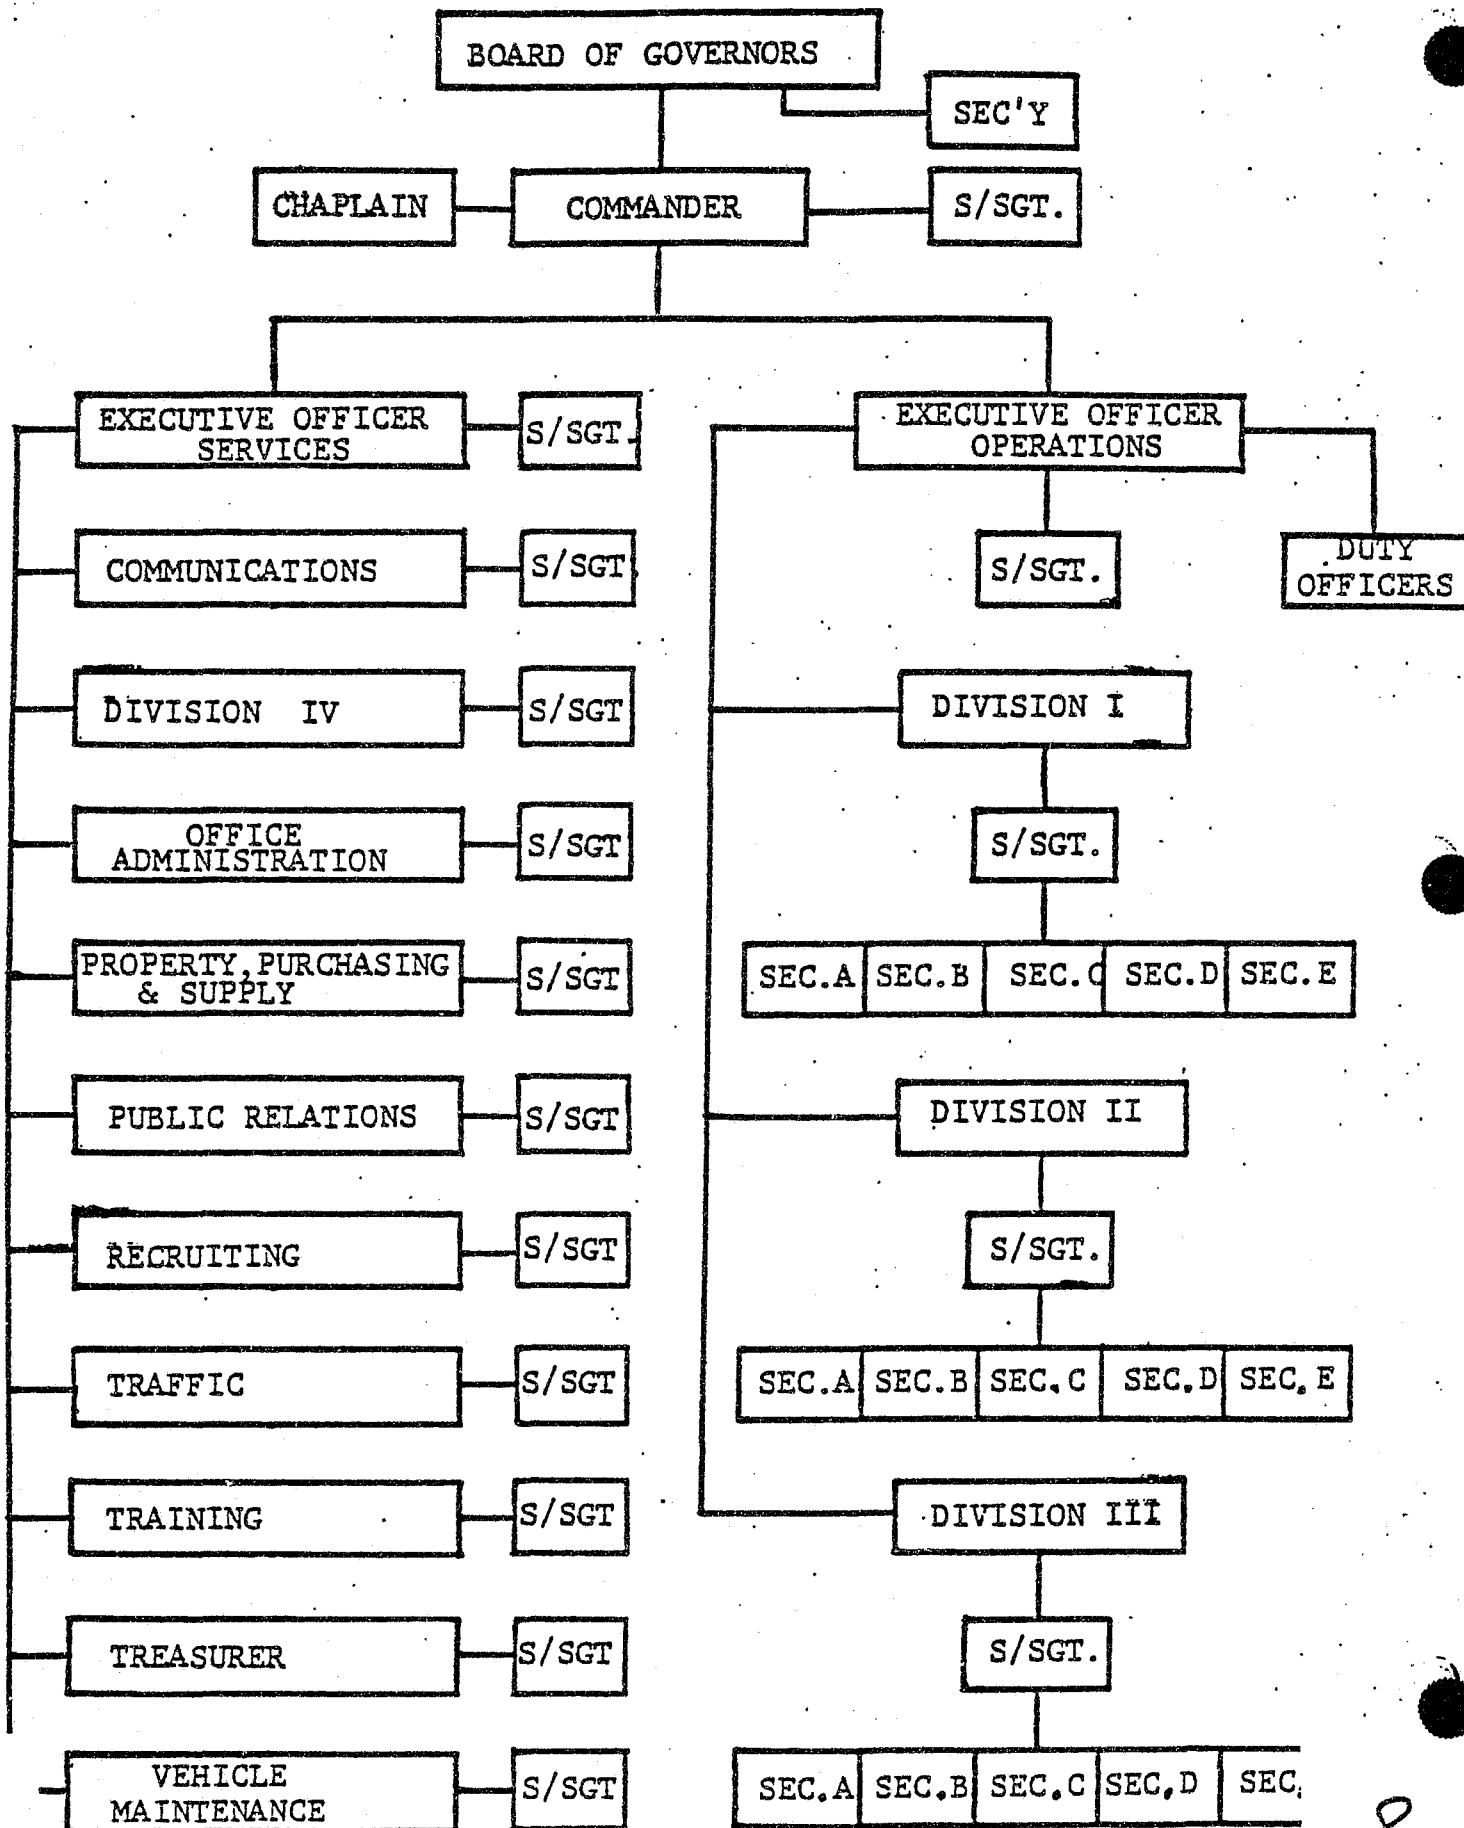 BOARD OF GOVERNORS
SEC'Y
CHAPLAIN
COMMANDER
S/SGT.
EXECUTIVE OFFICER
SERVICES
S/SGT.
EXECUTIVE OFFICER
OPERATIONS
S/SGT.
DUTY
OFFICERS
COMMUNICATIONS
S/SGT
DIVISION IV
S/SGT
OFFICE
ADMINISTRATION
S/SGT
PROPERTY, PURCHASING
& SUPPLY
S/SGT
PUBLIC RELATIONS
S/SGT
RECRUITING
S/SGT
TRAFFIC
S/SGT
TRAINING
S/SGT
TREASURER
S/SGT
VEHICLE
MAINTENANCE
S/SGT
DIVISION I
S/SGT.
SEC.A SEC.B SEC.C SEC.D SEC.E
DIVISION II
S/SGT.
SEC.A SEC.B SEC.C SEC.D SEC.E
DIVISION III
S/SGT.
SEC.A SEC.B SEC.C SEC.D SEC.